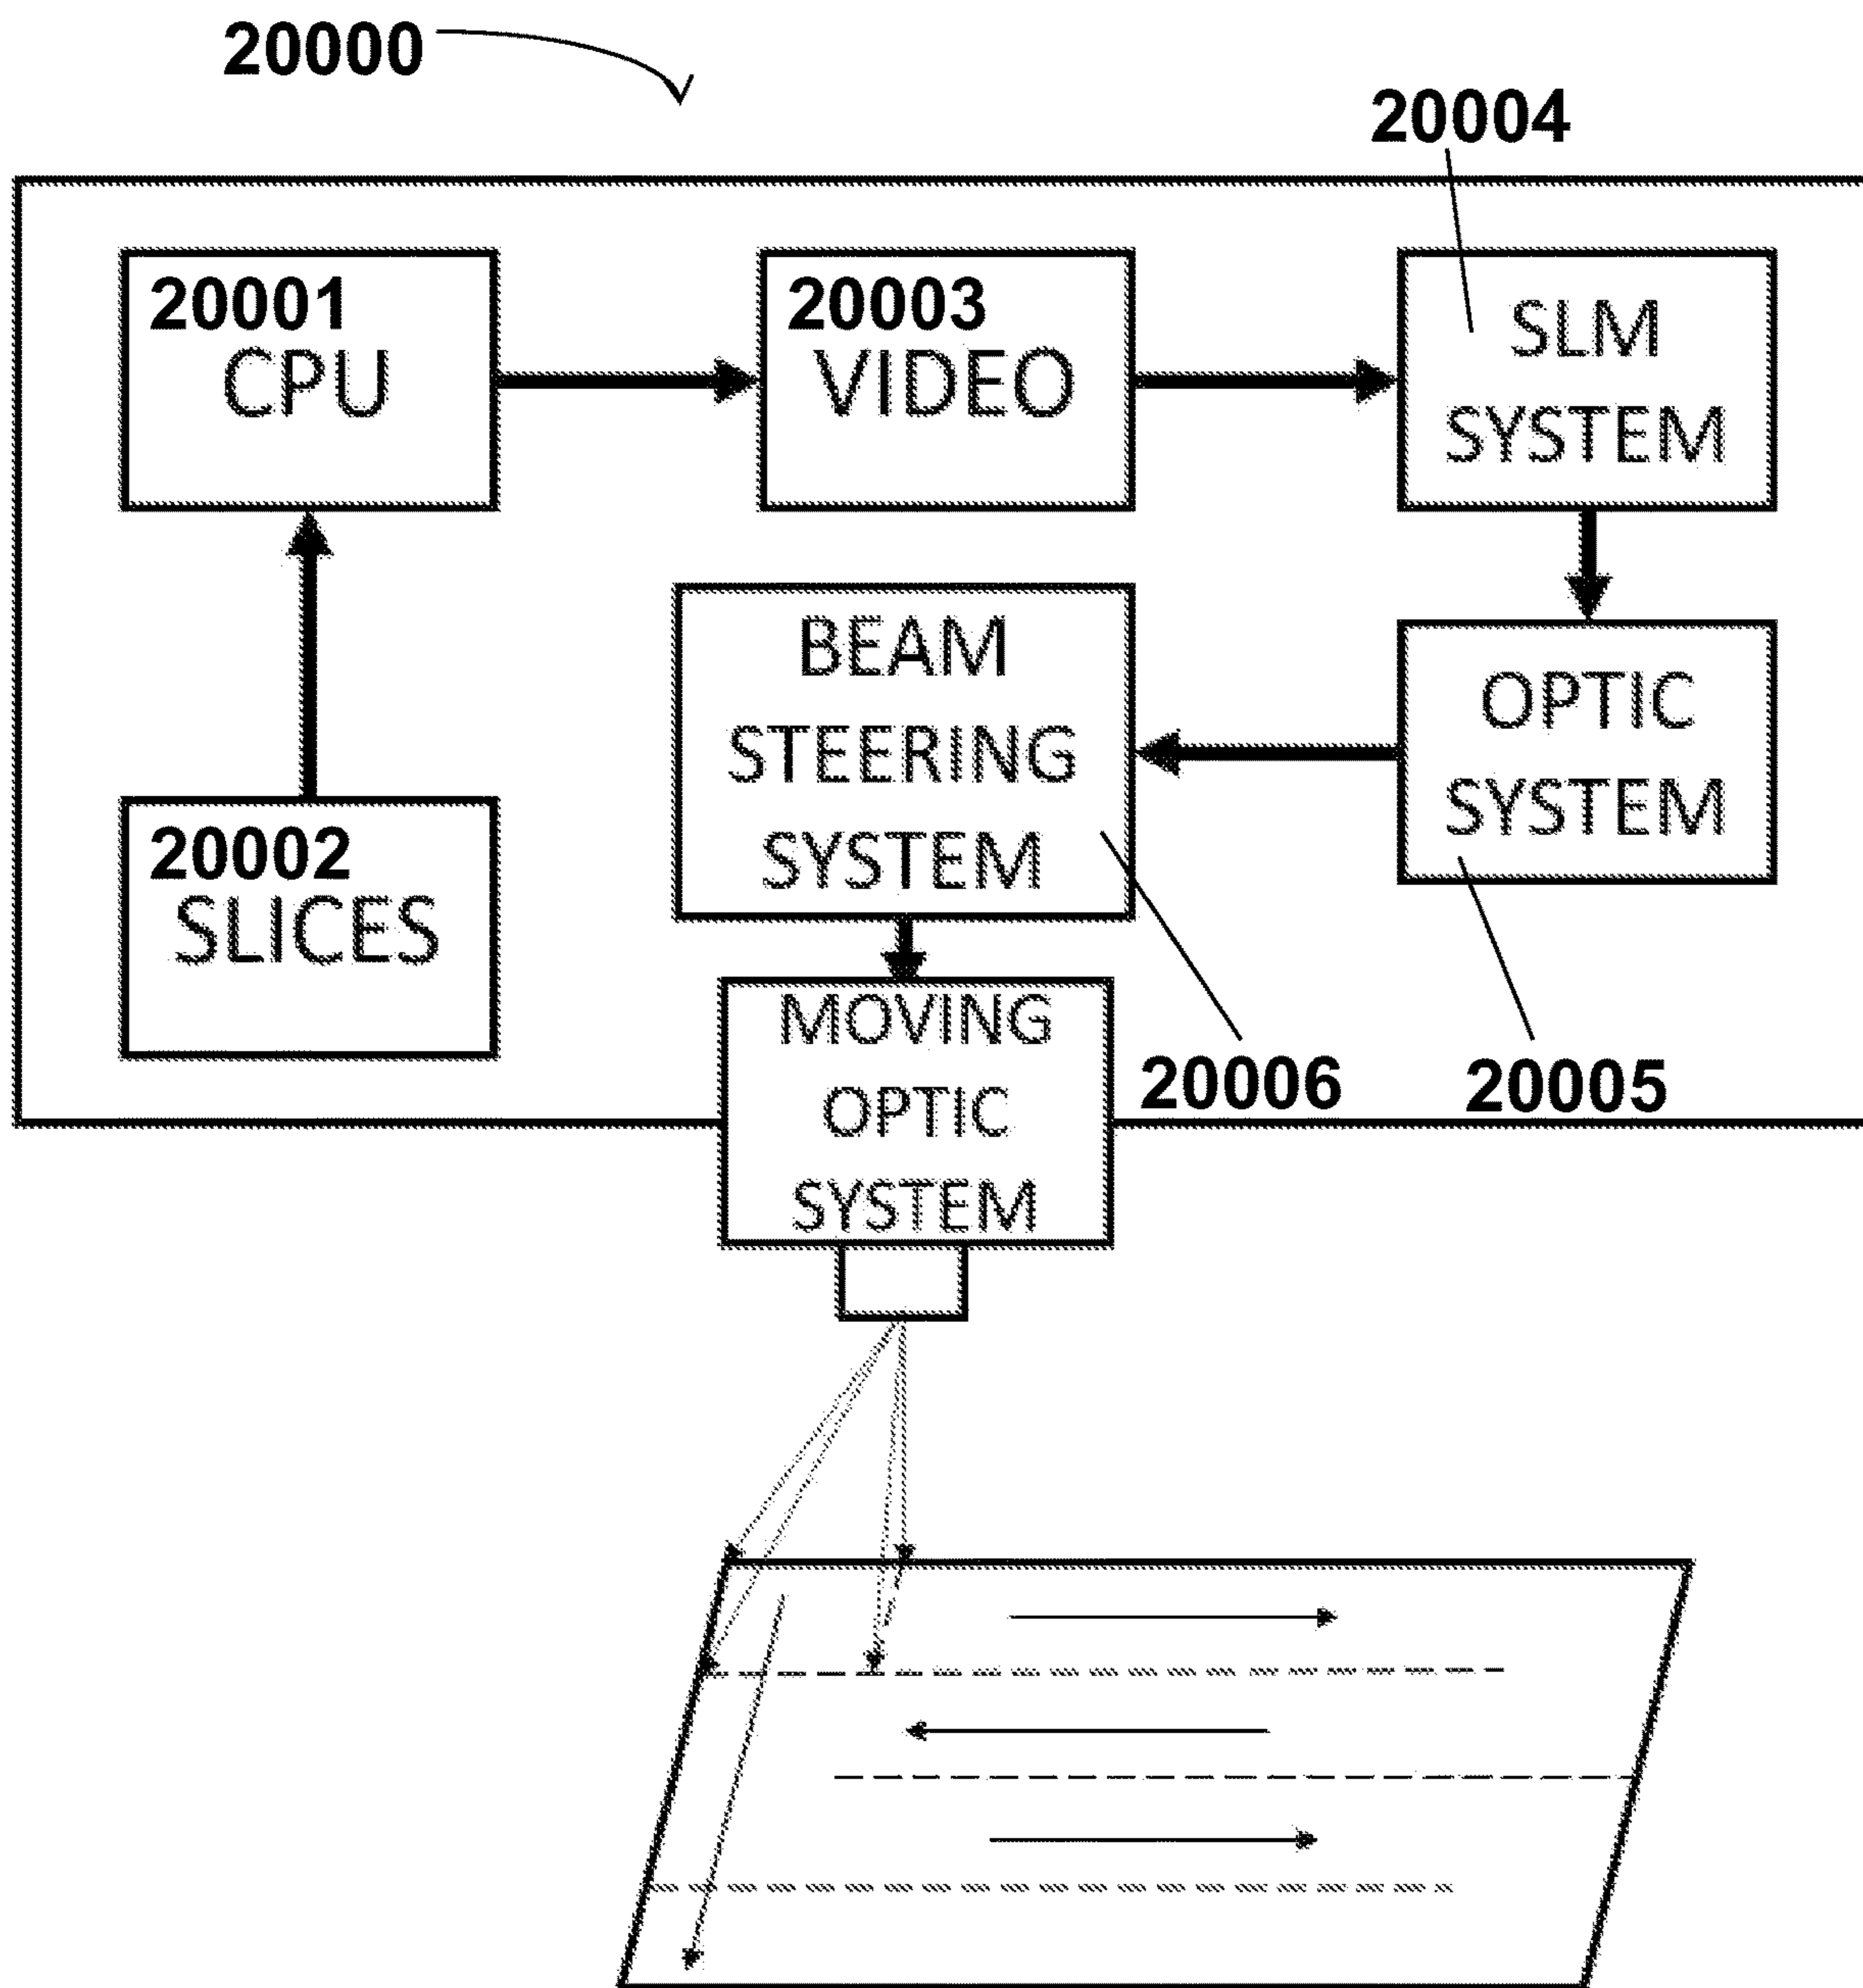 20000
20004
20001
CPU
20003
VIDEO
SLM
SYSTEM
BEAM
STEERING
SYSTEM
OPTIC
SYSTEM
20002
SLICES
MOVING
OPTIC
SYSTEM
20006
20005